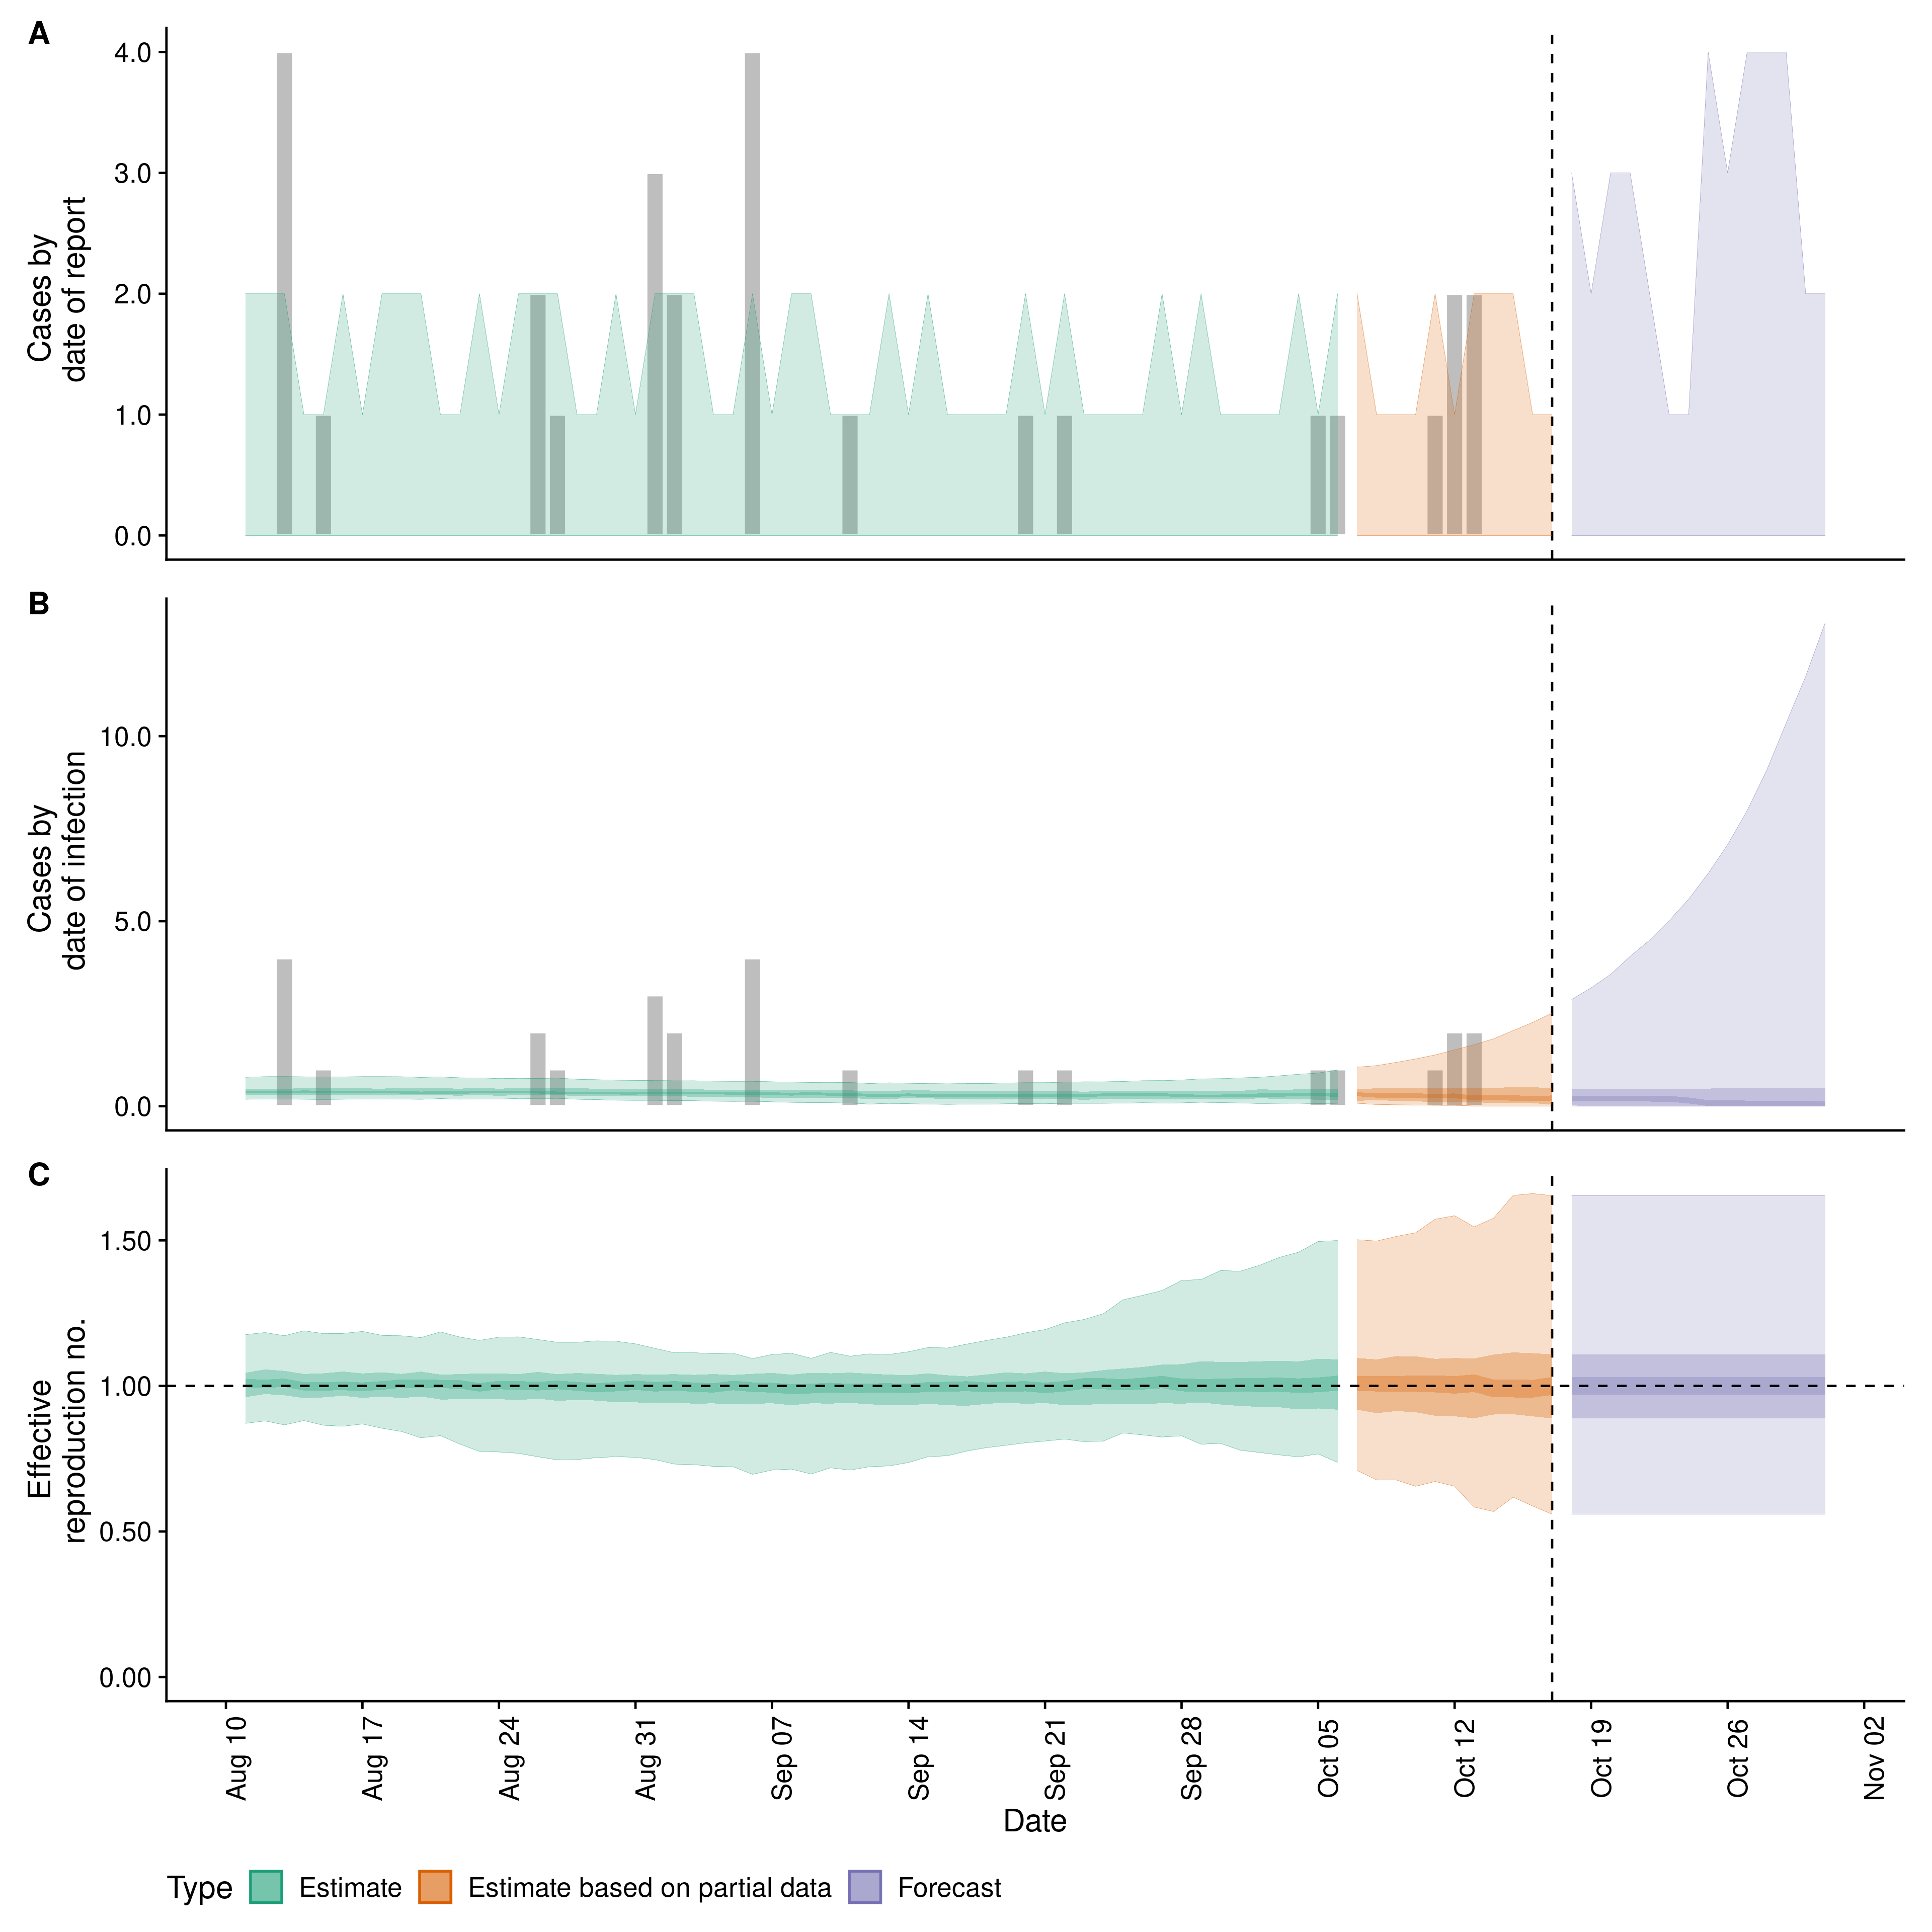 A
4.0
3.0
2.0
1.0
0.0
Cases by
date of report
B
10.0
5.0
0.0
Cases by
date of infection
C
1.50
1.00
0.50
0.00
Effective
reproduction no.
Aug 10
Aug 17
Aug 24
Aug 31
Sep 07
Sep 14
Sep 21
Sep 28
Oct 05
Oct 12
Oct 19
Oct 26
Nov 02
Date
Type Estimate Estimate based on partial data Forecast